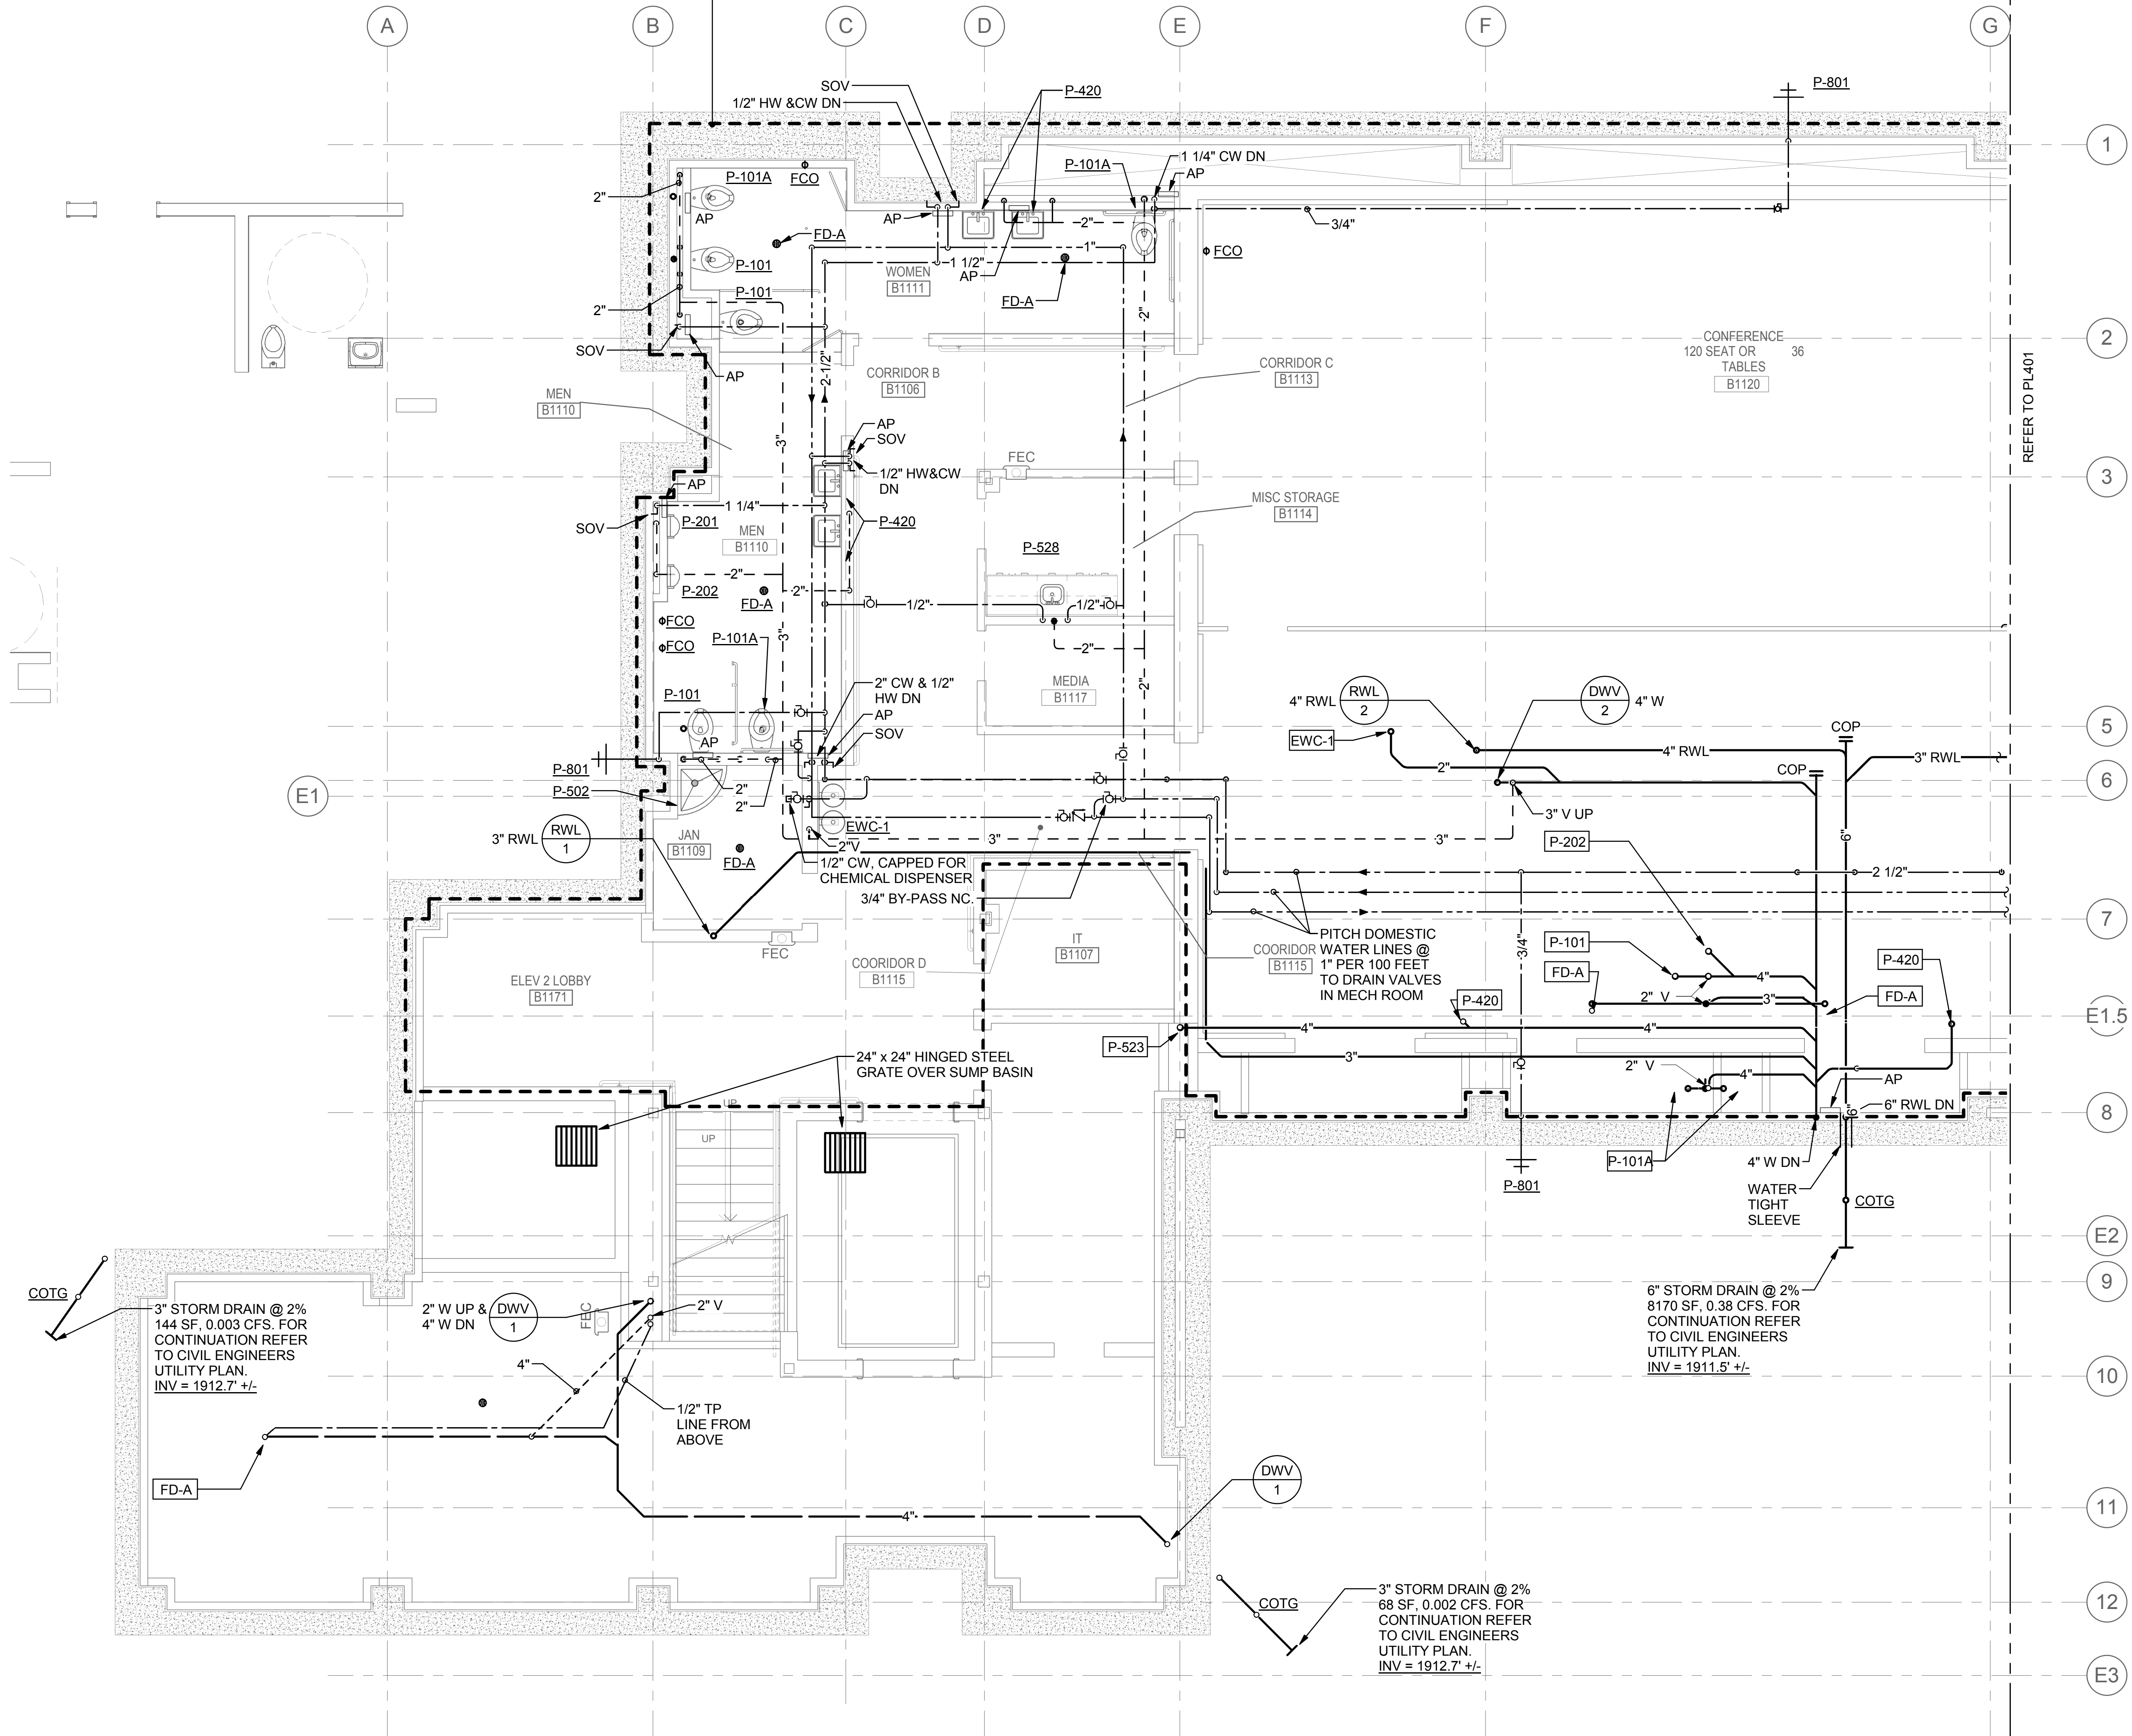 A
B
C
D
E
F
G
1
2
3
5
6
7
E1.5
8
E2
9
10
11
12
E3
E1
SOV
1/2" HW &CW DN
P-420
P-801
P-101A
FCO
P-101A
1 1/4" CW DN
AP
2"
AP
AP
FD-A
2"
1"
3/4"
FCO
P-101
WOMEN
B1111
1 1/2"
AP
FD-A
P-101
2"
2"
SOV
AP
2-1/2"
CORRIDOR B
B1106
CORRIDOR C
B1113
CONFERENCE
120 SEAT OR 36
TABLES
B1120
REFER TO PL401
MEN
B1110
3"
AP
SOV
1/2" HW&CW
DN
FEC
AP
1 1/4"
SOV
P-201
MEN
B1110
P-420
MISC STORAGE
B1114
P-528
2"
2"
P-202
FD-A
1/2"
1/2"
FCO
FCO
P-101A
3"
2"
P-101
MEDIA
B1117
2"
2" CW & 1/2"
HW DN
AP
SOV
AP
P-801
P-502
2"
2"
3" RWL
RWL
1
JAN
B1109
FD-A
EWC-1
2"V
1/2" CW, CAPPED FOR
CHEMICAL DISPENSER
3/4" BY-PASS NC.
3"
3"
4" RWL
RWL
2
DWV
2
4" W
EWC-1
COP
4" RWL
3" RWL
2"
COP
3" V UP
6"
P-202
2 1/2"
PITCH DOMESTIC
WATER LINES @
1" PER 100 FEET
TO DRAIN VALVES
IN MECH ROOM
COORIDOR
B1115
3/4"
P-101
4"
P-420
FD-A
2" V
3"
FD-A
P-420
4"
4"
P-523
3"
2" V
4"
AP
6"
6" RWL DN
P-101A
4" W DN
P-801
WATER
TIGHT
SLEEVE
COTG
FEC
IT
B1107
COORIDOR D
B1115
ELEV 2 LOBBY
B1171
24" x 24" HINGED STEEL
GRATE OVER SUMP BASIN
UP
UP
COTG
3" STORM DRAIN @ 2%
144 SF, 0.003 CFS. FOR
CONTINUATION REFER
TO CIVIL ENGINEERS
UTILITY PLAN.
INV = 1912.7' +/-
2" W UP &
4" W DN
DWV
1
FEC
2" V
4"
1/2" TP
LINE FROM
ABOVE
FD-A
4"
DWV
1
6" STORM DRAIN @ 2%
8170 SF, 0.38 CFS. FOR
CONTINUATION REFER
TO CIVIL ENGINEERS
UTILITY PLAN.
INV = 1911.5' +/-
COTG
3" STORM DRAIN @ 2%
68 SF, 0.002 CFS. FOR
CONTINUATION REFER
TO CIVIL ENGINEERS
UTILITY PLAN.
INV = 1912.7' +/-